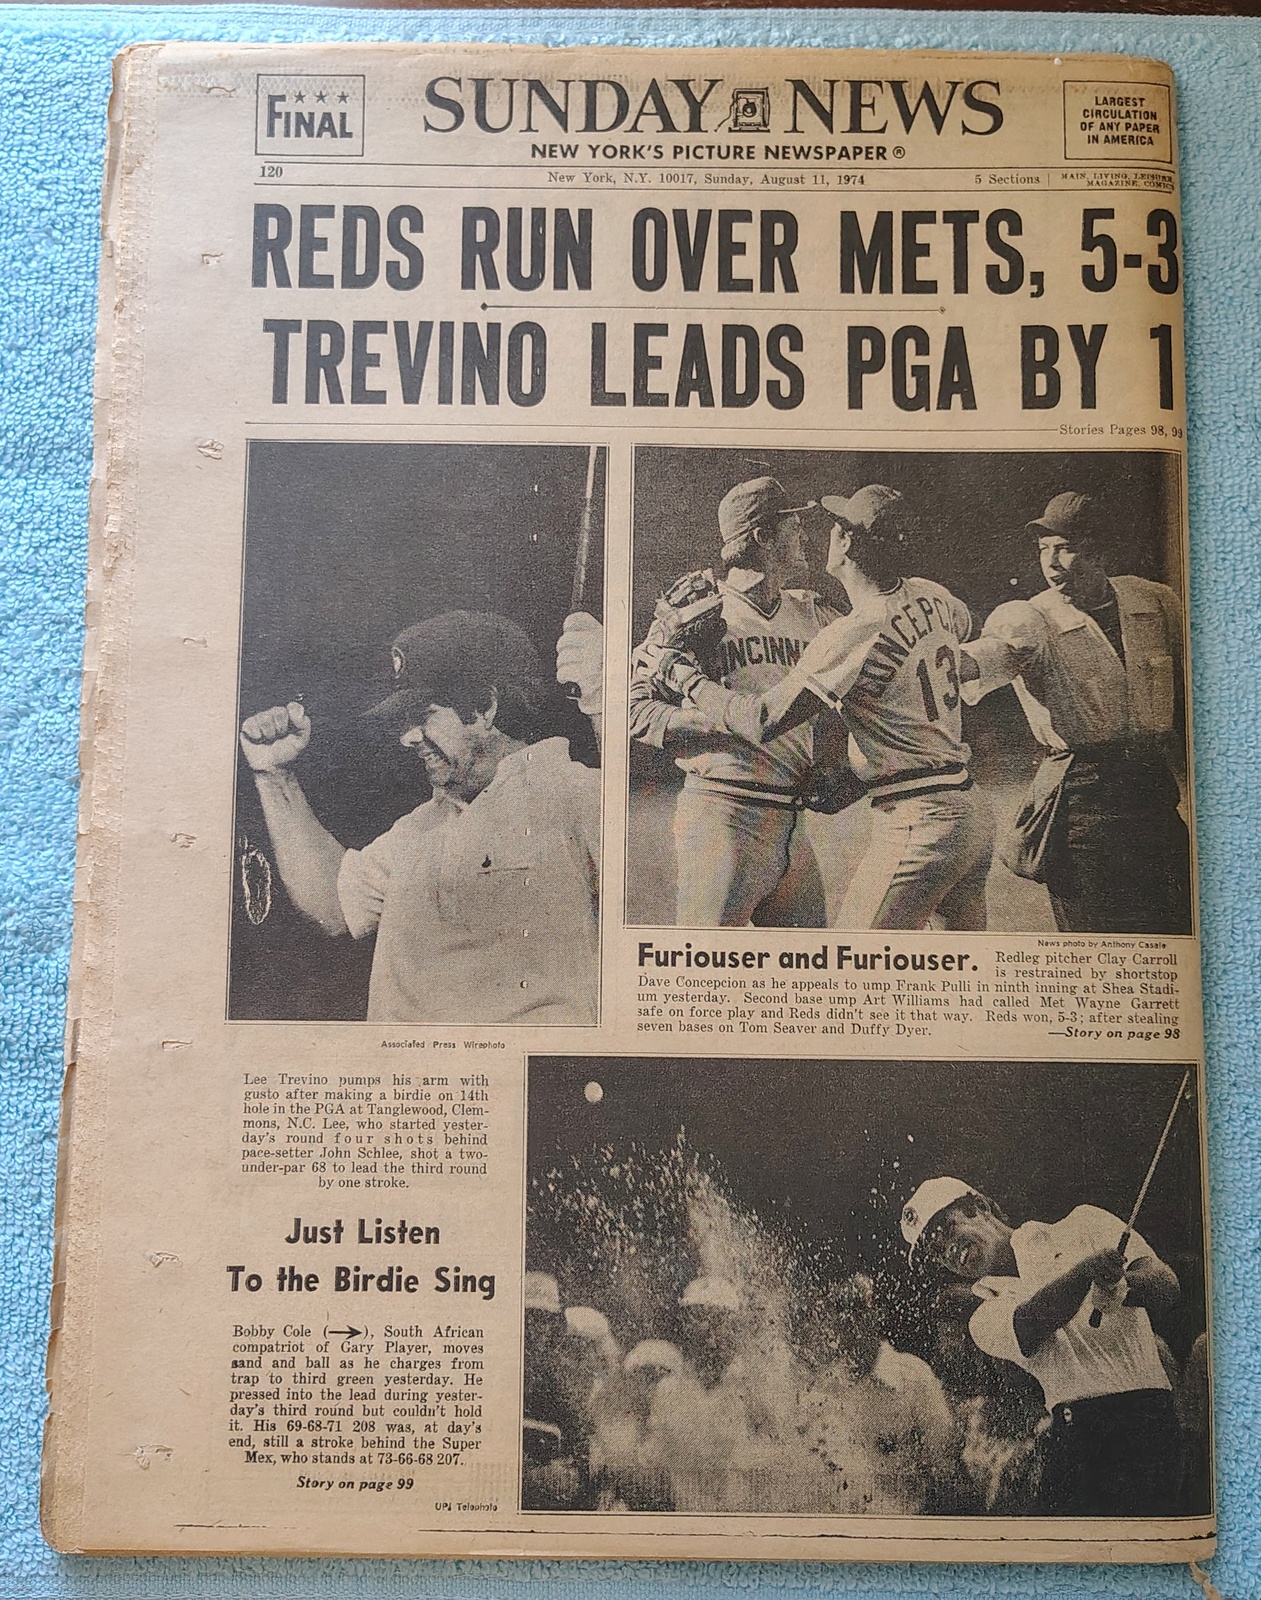 ★ ★ ★
FINAL
SUNDAY NEWS
NEW YORK'S PICTURE NEWSPAPER ®
LARGEST
CIRCULATION
OF ANY PAPER
IN AMERICA
120
New York, N.Y. 10017, Sunday, August 11, 1974
5 Sections
MAIN, LIVING, LEISURE,
MAGAZINE, COMICS
REDS RUN OVER METS, 5-3
TREVINO LEADS PGA BY 1
Stories Pages 98, 99
CINCINN
CONCEPCI
13
News photo by Anthony Casale
Furiouser and Furiouser. Redleg pitcher Clay Carroll
is restrained by shortstop
Dave Concepcion as he appeals to ump Frank Pulli in ninth inning at Shea Stadi-
um yesterday. Second base ump Art Williams had called Met Wayne Garrett
safe on force play and Reds didn't see it that way. Reds won, 5-3; after stealing
seven bases on Tom Seaver and Duffy Dyer. —Story on page 98
Associated Press Wirephoto
Lee Trevino pumps his arm with
gusto after making a birdie on 14th
hole in the PGA at Tanglewood, Clem-
mons, N.C. Lee, who started yester-
day's round four shots behind
pace-setter John Schlee, shot a two-
under-par 68 to lead the third round
by one stroke.
Just Listen
To the Birdie Sing
Bobby Cole (→), South African
compatriot of Gary Player, moves
sand and ball as he charges from
trap to third green yesterday. He
pressed into the lead during yester-
day's third round but couldn't hold
it. His 69-68-71 208 was, at day's
end, still a stroke behind the Super
Mex, who stands at 73-66-68 207.
Story on page 99
UPI Telephoto